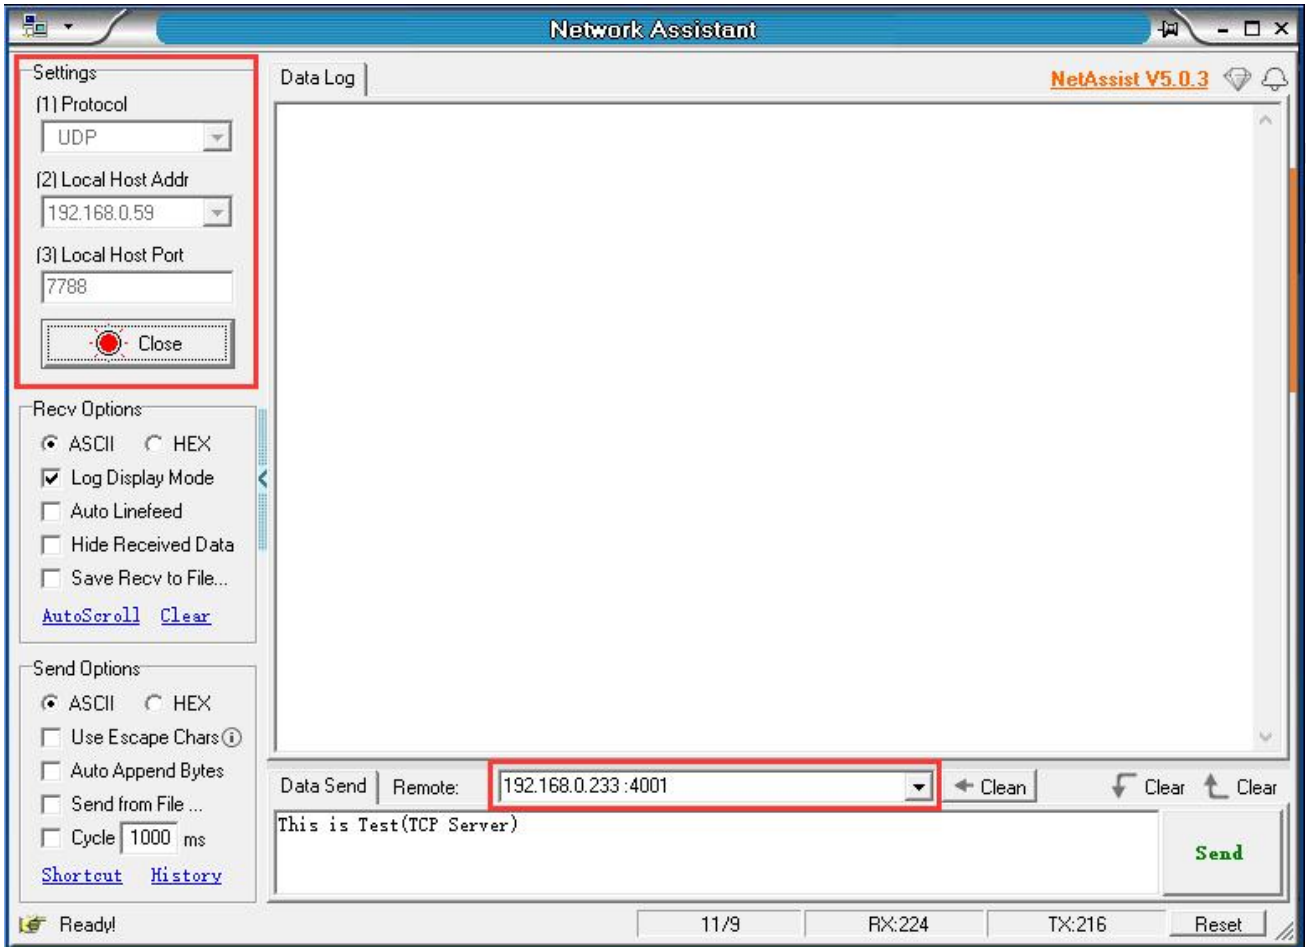 Network Assistant
Settings
(1) Protocol
UDP
(2) Local Host Addr
192.168.0.59
(3) Local Host Port
7788
Close
Recv Options
ASCII HEX
Log Display Mode
Auto Linefeed
Hide Received Data
Save Recv to File...
AutoScroll Clear
Send Options
ASCII HEX
Use Escape Chars
Auto Append Bytes
Send from File ...
Cycle 1000 ms
Shortcut History
Data Log NetAssist V5.0.3
Data Send Remote: 192.168.0.233 :4001 Clean Clear Clear
This is Test(TCP Server)
Send
Ready! 11/9 RX:224 TX:216 Reset